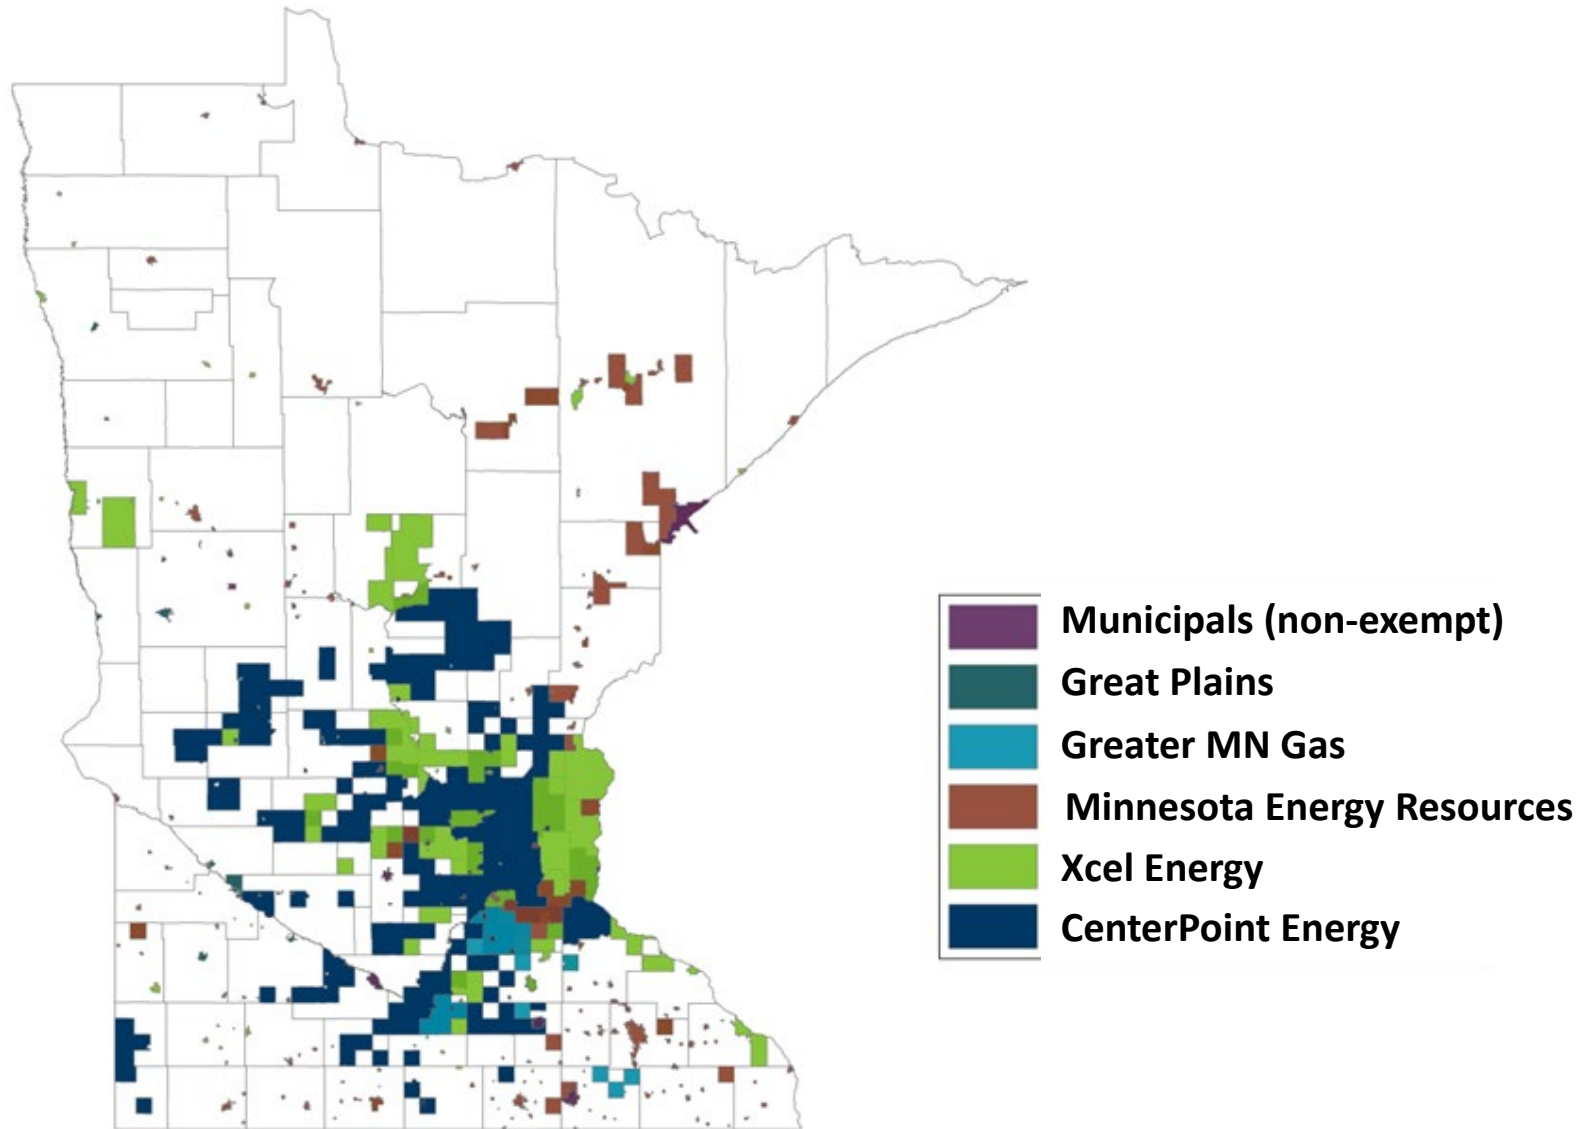 Municipals (non-exempt)
Great Plains
Greater MN Gas
Minnesota Energy Resources
Xcel Energy
CenterPoint Energy